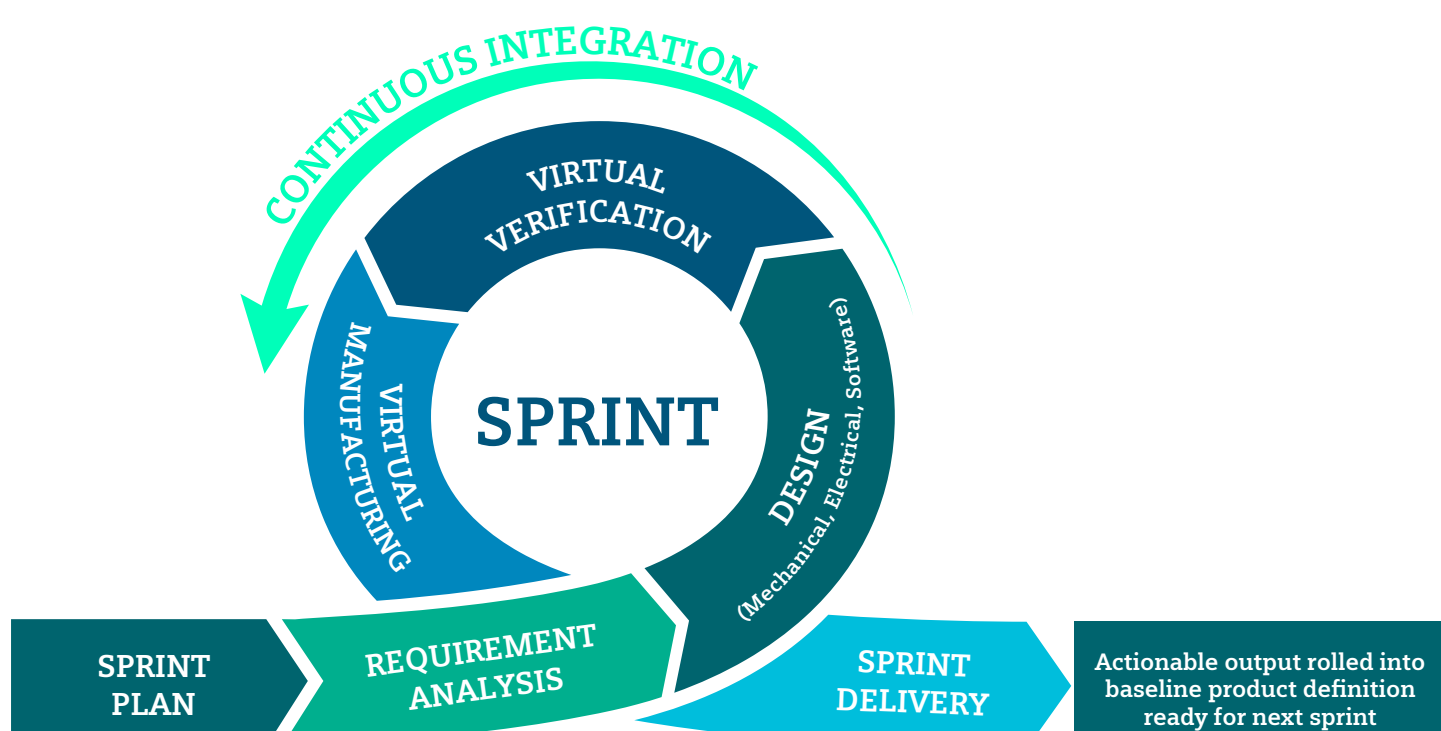 CONTINUOUS INTEGRATION
VIRTUAL
VERIFICATION
VIRTUAL
MANUFACTURING
SPRINT
DESIGN
(Mechanical, Electrical, Software)
SPRINT
PLAN
REQUIREMENT
ANALYSIS
SPRINT
DELIVERY
Actionable output rolled into
baseline product definition
ready for next sprint